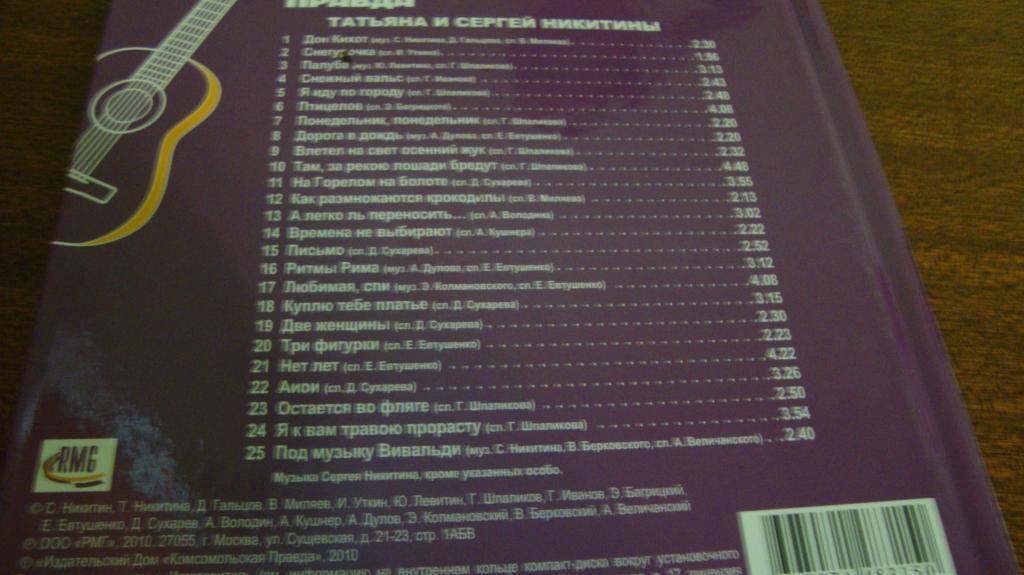 ПРАВДА
ТАТЬЯНА И СЕРГЕЙ НИКИТИНЫ
1 Дон Кихот (муз. С. Никитина, Д. Гальцова, сл. В. Миляева) 2.30
2 Снегурочка (сл. И. Уткина) 1.56
3 Палуба (муз. Ю. Левитина, сл. Г. Шпаликова) 3.13
4 Снежный вальс (сл. Г. Иванова) 2.43
5 Я иду по городу (сл. Г. Шпаликова) 2.48
6 Птицелов (сл. Э. Багрицкого) 4.08
7 Понедельник, понедельник (сл. Г. Шпаликова) 2.20
8 Дорога в дождь (муз. А. Дулова, сл. Е. Евтушенко) 2.20
9 Влетел на свет осенний жук (сл. Г. Шпаликова) 2.32
10 Там, за рекою лошади бредут (сл. Г. Шпаликова) 4.48
11 На Горелом на болоте (сл. Д. Сухарева) 3.55
12 Как размножаются крокодилы (сл. В. Миляева) 2.13
13 А легко ль переносить... (сл. А. Володина) 3.02
14 Времена не выбирают (сл. А. Кушнера) 2.22
15 Письмо (сл. Д. Сухарева) 2.52
16 Ритмы Рима (муз. А. Дулова, сл. Е. Евтушенко) 3.12
17 Любимая, спи (муз. Э. Колмановского, сл. Е. Евтушенко) 4.08
18 Куплю тебе платье (сл. Д. Сухарева) 3.15
19 Две женщины (сл. Д. Сухарева) 2.30
20 Три фигурки (сл. Е. Евтушенко) 2.23
21 Нет лет (сл. Е. Евтушенко) 4.22
22 Аиои (сл. Д. Сухарева) 3.26
23 Остается во фляге (сл. Г. Шпаликова) 2.50
24 Я к вам травою прорасту (сл. Г. Шпаликова) 3.54
25 Под музыку Вивальди (муз. С. Никитина, В. Берковского, сл. А. Величанского) 2.40
Музыка Сергея Никитина, кроме указанных особо.
RMG
© С. Никитин, Т. Никитина, Д. Гальцов, В. Миляев, И. Уткин, Ю. Левитин, Г. Шпаликов, Г. Иванов, Э. Багрицкий,
Е. Евтушенко, Д. Сухарев, А. Володин, А. Кушнер, А. Дулов, Э. Колмановский, В. Берковский, А. Величанский
℗ ООО «РМГ», 2010, 27055, г. Москва, ул. Сущевская, д. 21-23, стр. 1АБВ
℗ «Издательский Дом «Комсомольская Правда», 2010
информацию на внутреннем кольце компакт-диска вокруг установочного